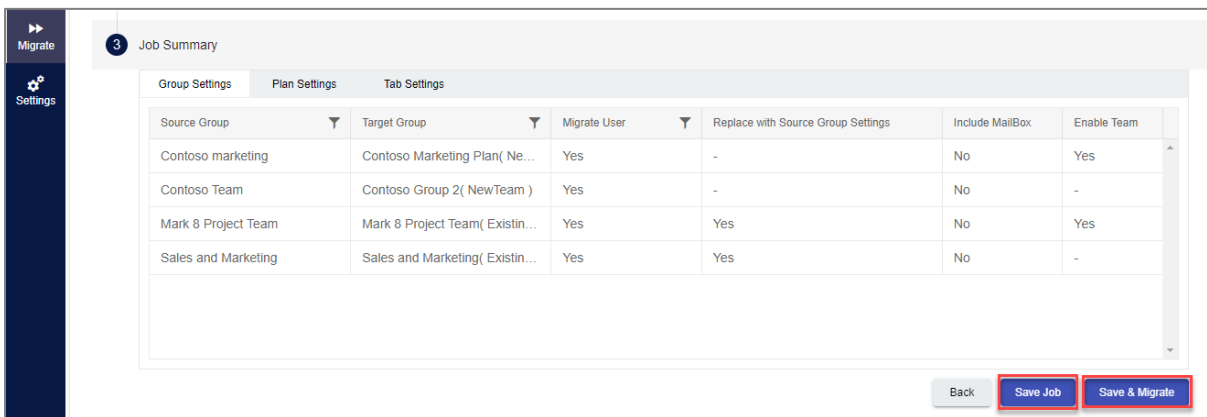 Migrate
Settings
3 Job Summary
Group Settings Plan Settings Tab Settings
Source Group Target Group Migrate User Replace with Source Group Settings Include MailBox Enable Team
Contoso marketing Contoso Marketing Plan( Ne... Yes - No Yes
Contoso Team Contoso Group 2( NewTeam ) Yes - No -
Mark 8 Project Team Mark 8 Project Team( Existin... Yes Yes No Yes
Sales and Marketing Sales and Marketing( Existin... Yes Yes No -
Back Save Job Save & Migrate